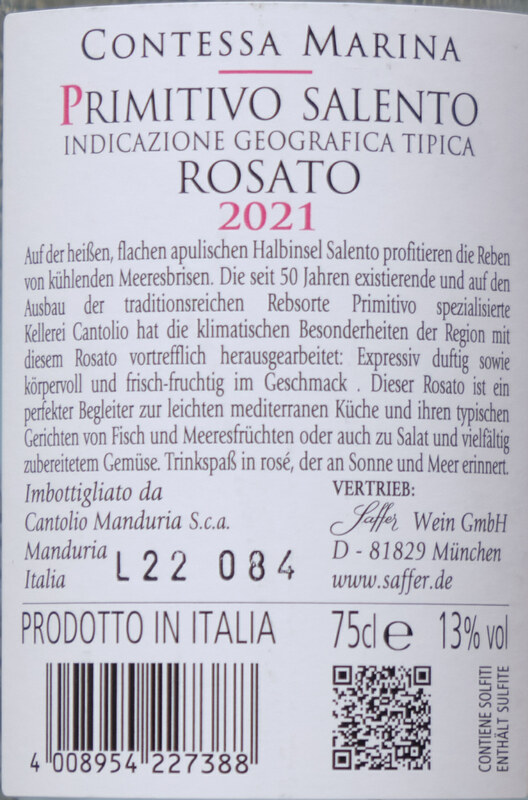 CONTESSA MARINA
PRIMITIVO SALENTO
INDICAZIONE GEOGRAFICA TIPICA
ROSATO
2021
Auf der heißen, flachen apulischen Halbinsel Salento profitieren die Reben
von kühlenden Meeresbrisen. Die seit 50 Jahren existierende und auf den
Ausbau der traditionsreichen Rebsorte Primitivo spezialisierte
Kellerei Cantolio hat die klimatischen Besonderheiten der Region mit
diesem Rosato vortrefflich herausgearbeitet: Expressiv duftig sowie
körpervoll und frisch-fruchtig im Geschmack . Dieser Rosato ist ein
perfekter Begleiter zur leichten mediterranen Küche und ihren typischen
Gerichten von Fisch und Meeresfrüchten oder auch zu Salat und vielfältig
zubereitetem Gemüse. Trinkspaß in rosé, der an Sonne und Meer erinnert.
Imbottigliato da
Cantolio Manduria S.c.a.
Manduria
Italia
L22 084
VERTRIEB:
Saffer Wein GmbH
D - 81829 München
www.saffer.de
PRODOTTO IN ITALIA
75cl e 13% vol
4 008954 227388
CONTIENE SOLFITI
ENTHÄLT SULFITE